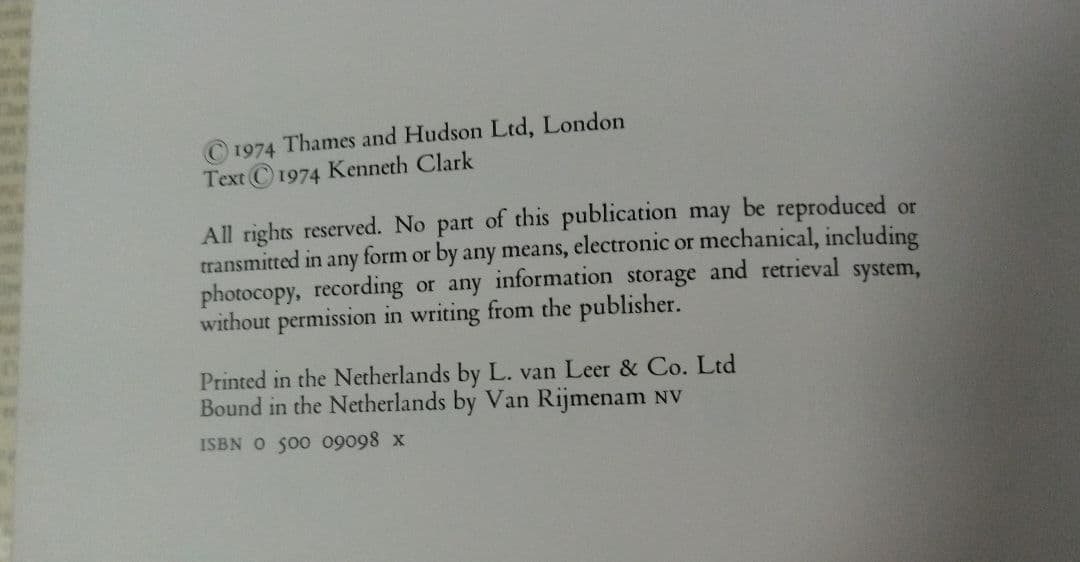 © 1974 Thames and Hudson Ltd, London
Text © 1974 Kenneth Clark
All rights reserved. No part of this publication may be reproduced or
transmitted in any form or by any means, electronic or mechanical, including
photocopy, recording or any information storage and retrieval system,
without permission in writing from the publisher.
Printed in the Netherlands by L. van Leer & Co. Ltd
Bound in the Netherlands by Van Rijmenam NV
ISBN 0 500 09098 X